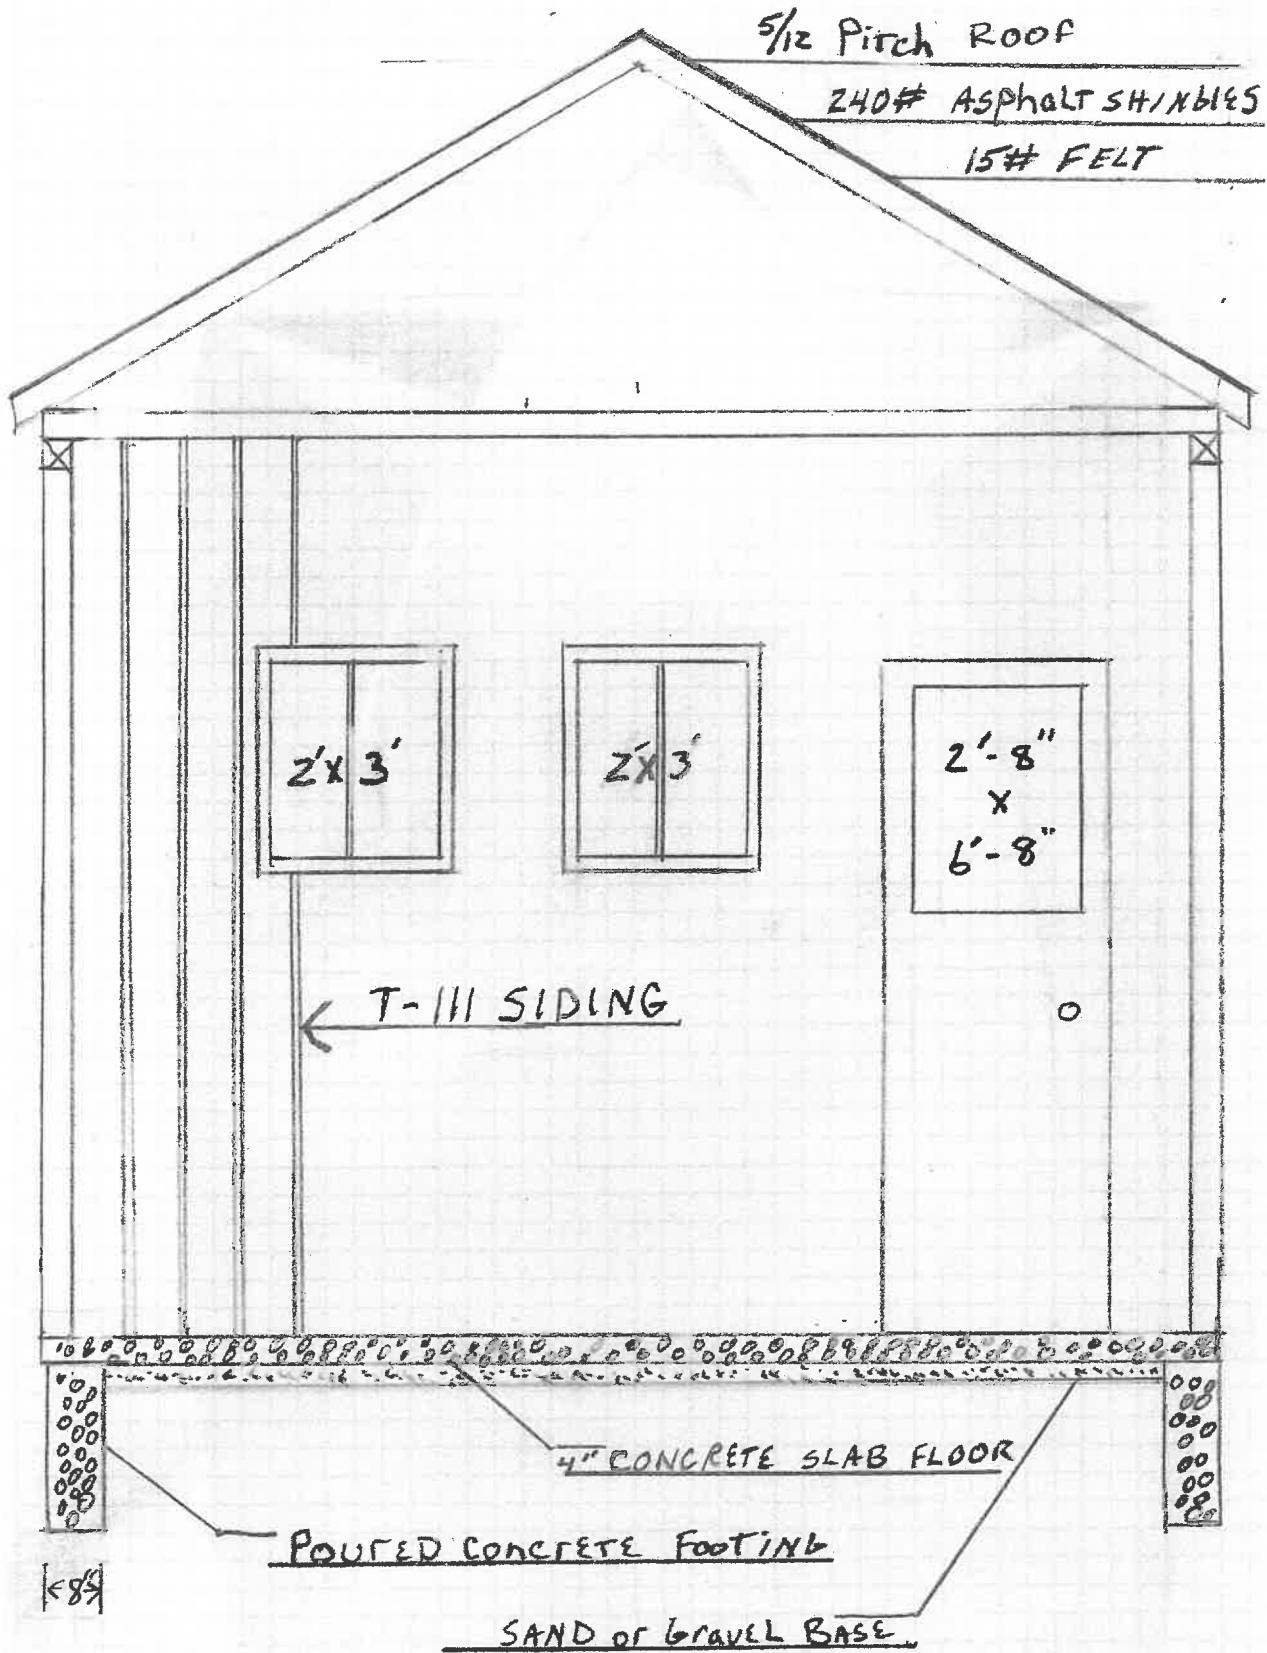 5/12 Pitch Roof
240# Asphalt SHINGLES
15# FELT
2'x 3'
2'x 3'
2'-8"
x
6'-8"
T-111 SIDING
4" CONCRETE SLAB FLOOR
POURED CONCRETE FOOTING
8"
SAND or Gravel BASE